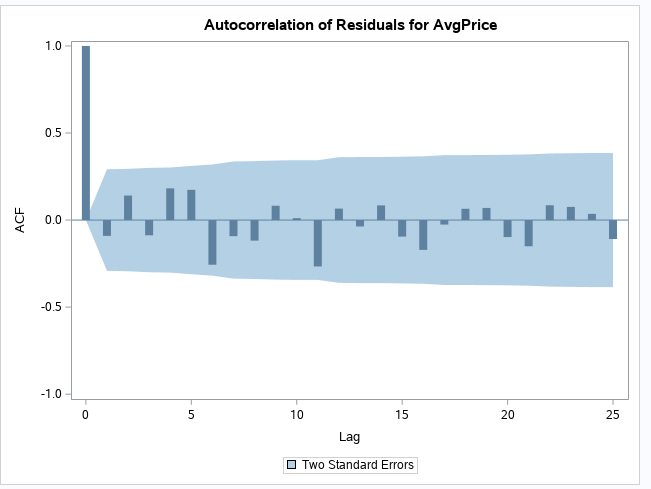 Autocorrelation of Residuals for AvgPrice
1.0
0.5
0.0
-0.5
-1.0
ACF
0 5 10 15 20 25
Lag
Two Standard Errors